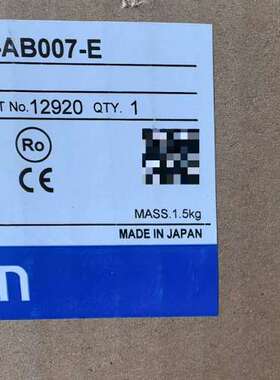 -AB007-E
T No. 12920 QTY. 1
Ro
CE
MASS.1.5kg
MADE IN JAPAN
n